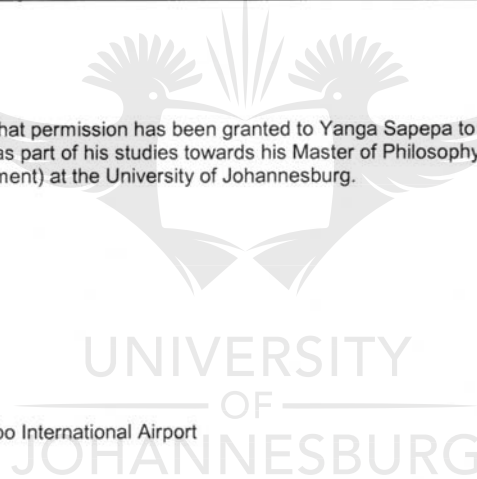 hat permission has been granted to Yanga Sapepa to
as part of his studies towards his Master of Philosophy
ment) at the University of Johannesburg.
UNIVERSITY
OF
oo International Airport
JOHANNESBURG